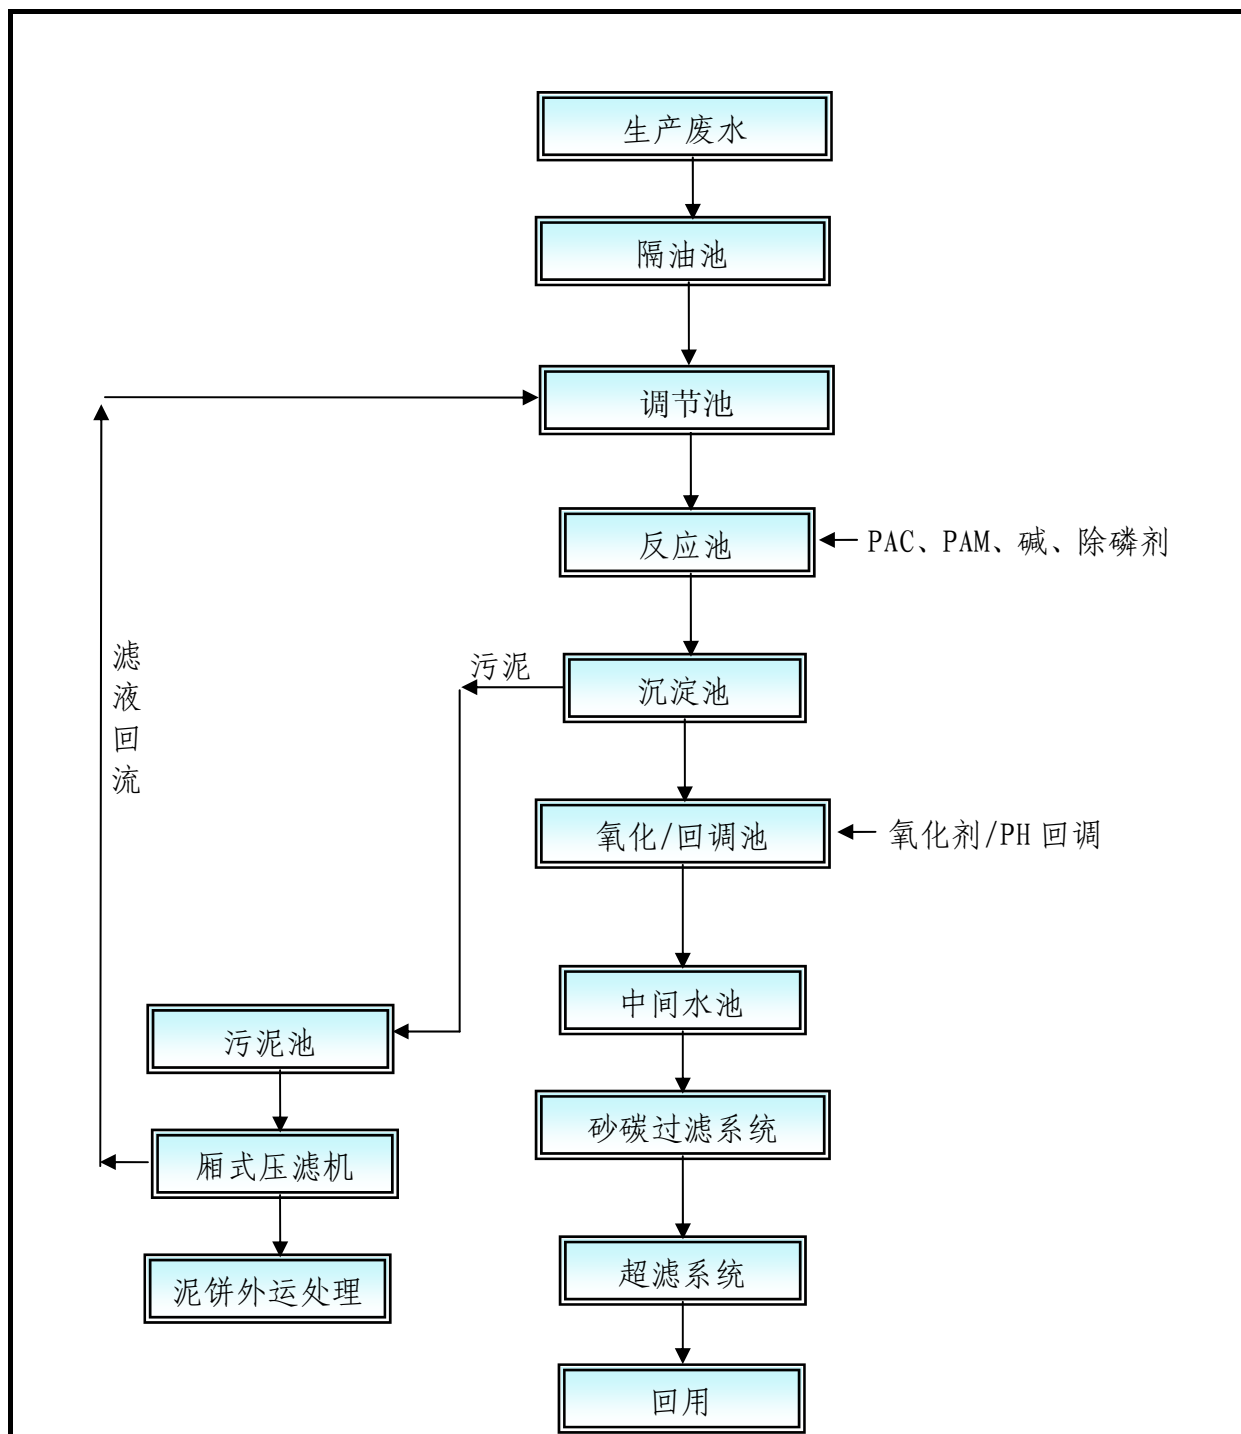 生产废水
隔油池
调节池
反应池
PAC、PAM、碱、除磷剂
滤液回流
污泥
沉淀池
氧化/回调池
氧化剂/PH 回调
中间水池
污泥池
砂碳过滤系统
厢式压滤机
超滤系统
泥饼外运处理
回用